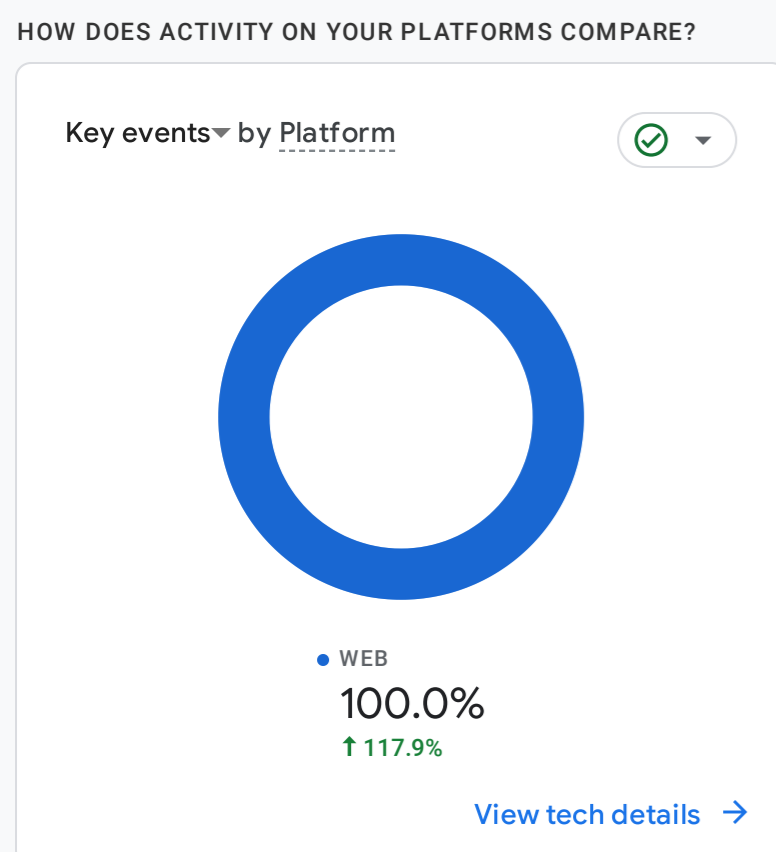 HOW DOES ACTIVITY ON YOUR PLATFORMS COMPARE?
Key events by Platform
WEB
100.0%
117.9%
View tech details